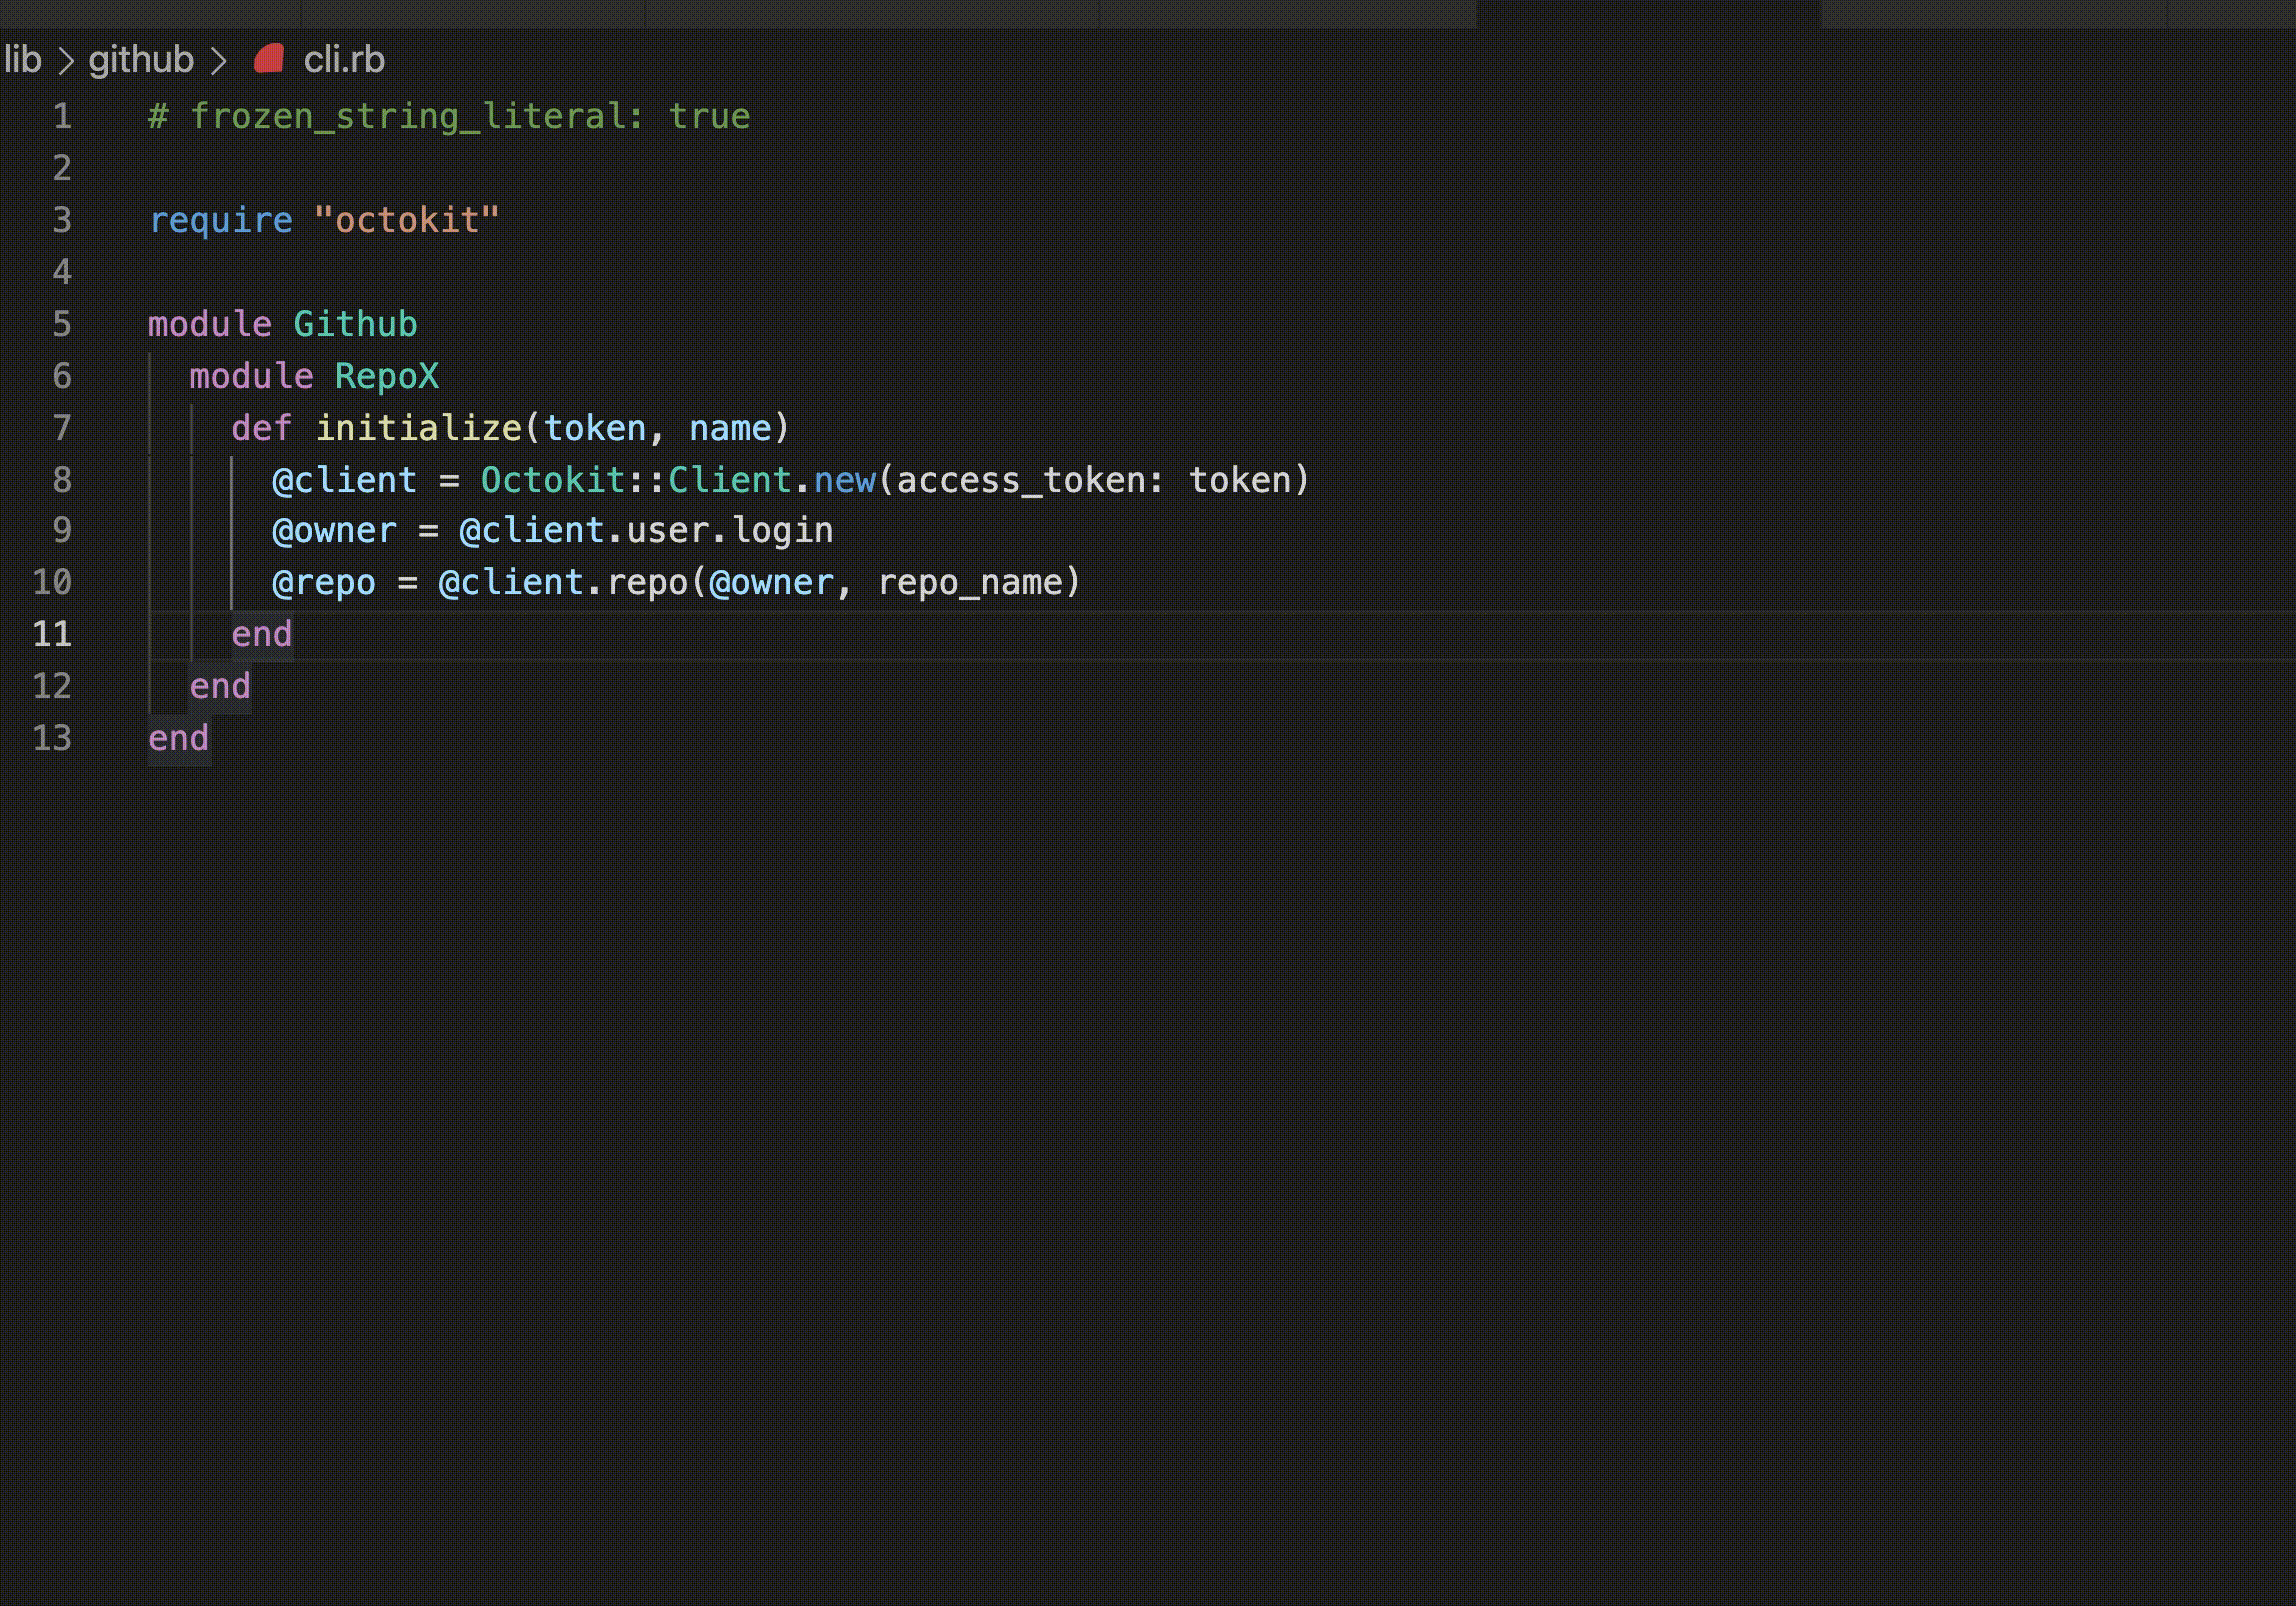 lib > github > cli.rb
1 # frozen_string_literal: true
2
3 require "octokit"
4
5 module Github
6   module RepoX
7     def initialize(token, name)
8       @client = Octokit::Client.new(access_token: token)
9       @owner = @client.user.login
10       @repo = @client.repo(@owner, repo_name)
11     end
12   end
13 end